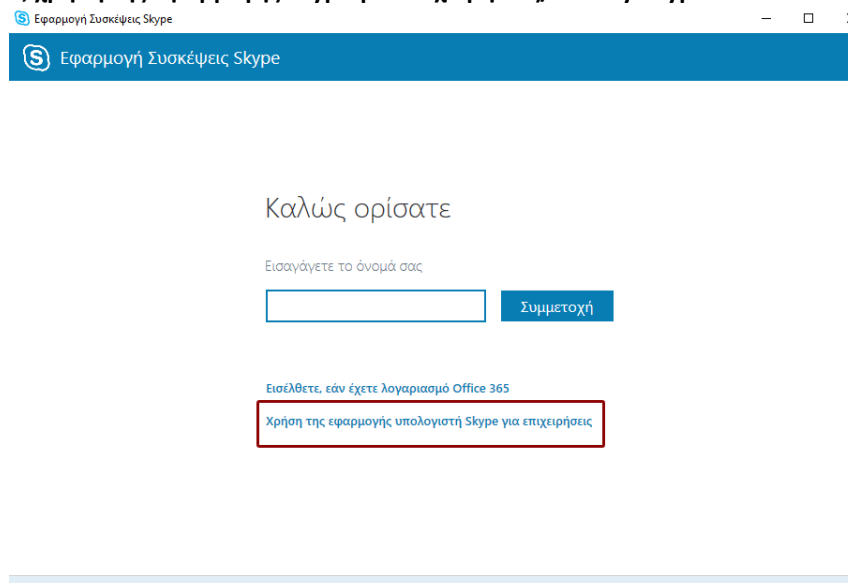 Εφαρμογή Συσκέψεις Skype
Εφαρμογή Συσκέψεις Skype
Καλώς ορίσατε
Εισαγάγετε το όνομά σας
Συμμετοχή
Εισέλθετε, εάν έχετε λογαριασμό Office 365
Χρήση της εφαρμογής υπολογιστή Skype για επιχειρήσεις